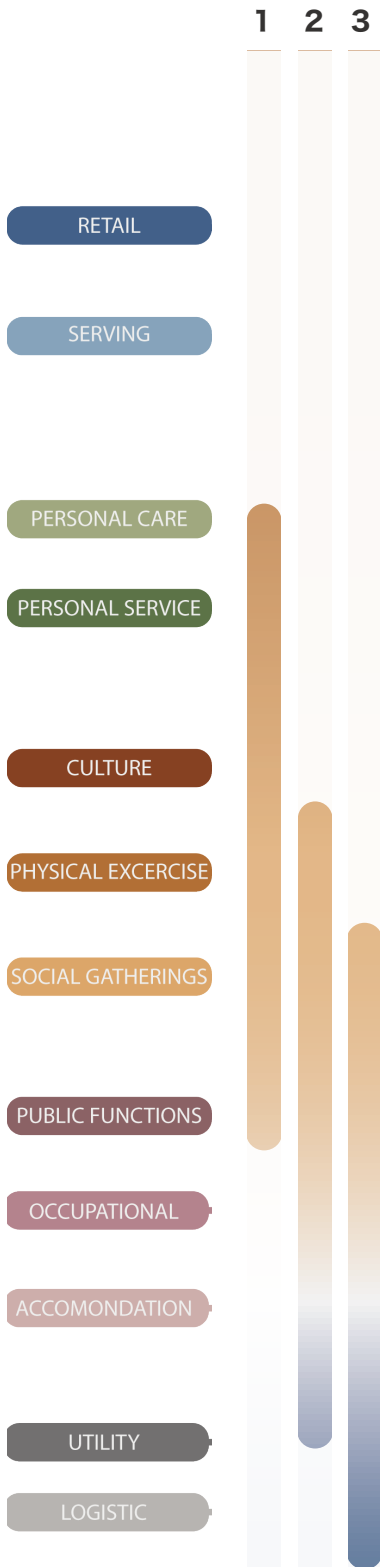 1 2 3
RETAIL
SERVING
PERSONAL CARE
PERSONAL SERVICE
CULTURE
PHYSICAL EXCERCISE
SOCIAL GATHERINGS
PUBLIC FUNCTIONS
OCCUPATIONAL
ACCOMONDATION
UTILITY
LOGISTIC